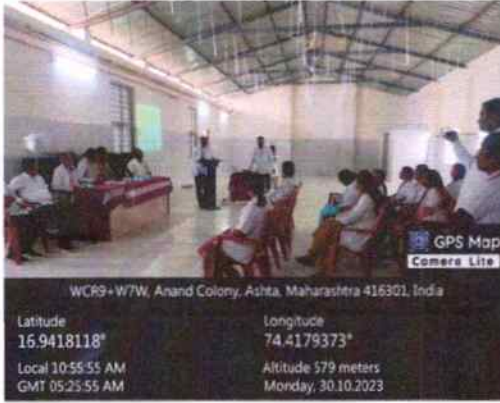 GPS Map
Camera Lite
WCR9+W7W, Anand Colony, Ashta, Maharashtra 416301, India
Latitude
16.9418118°
Longitude
74.4179373°
Local 10:55:55 AM
GMT 05:25:55 AM
Altitude 579 meters
Monday, 30.10.2023